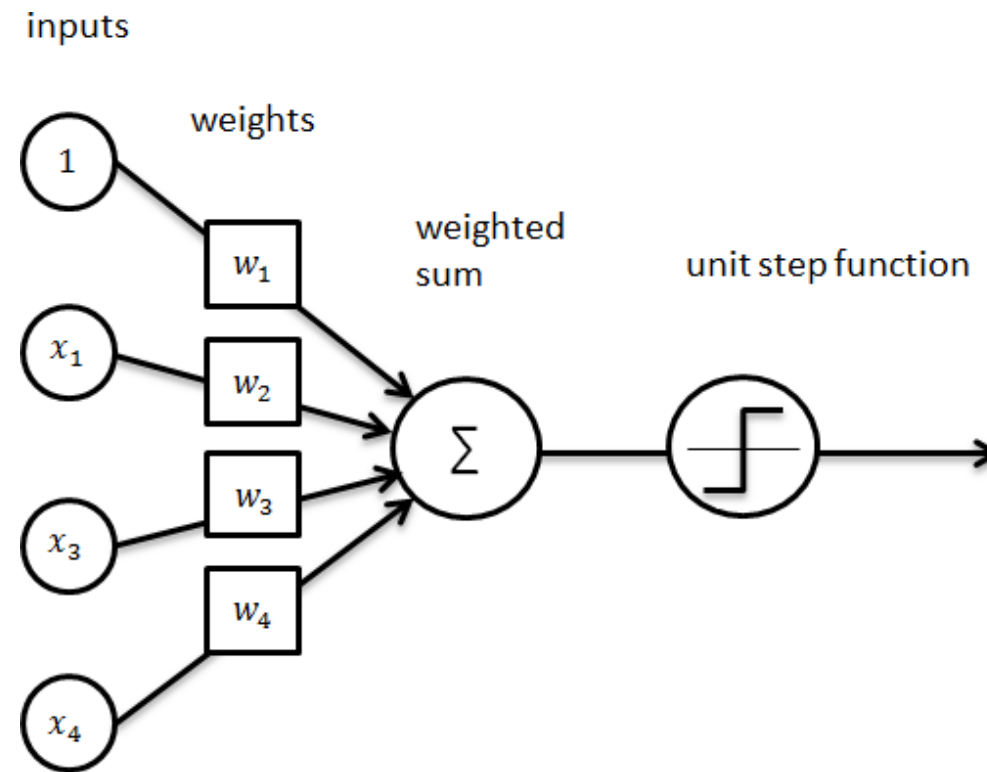 inputs
weights
1
w₁
weighted
sum
unit step function
x₁
w₂
∑
w₃
x₃
w₄
x₄